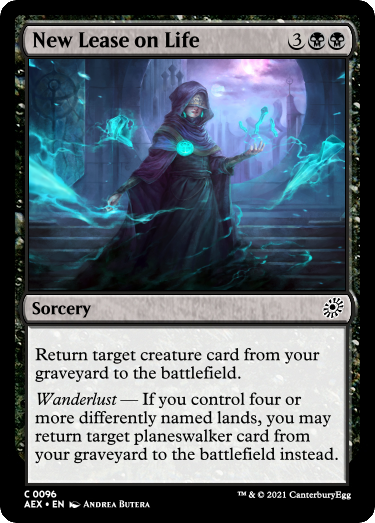 New Lease on Life 3
Sorcery
Return target creature card from your
graveyard to the battlefield.
Wanderlust — If you control four or
more differently named lands, you may
return target planeswalker card from
your graveyard to the battlefield instead.
C 0096 ™ & © 2021 CanterburyEgg
AEX • EN Andrea Butera